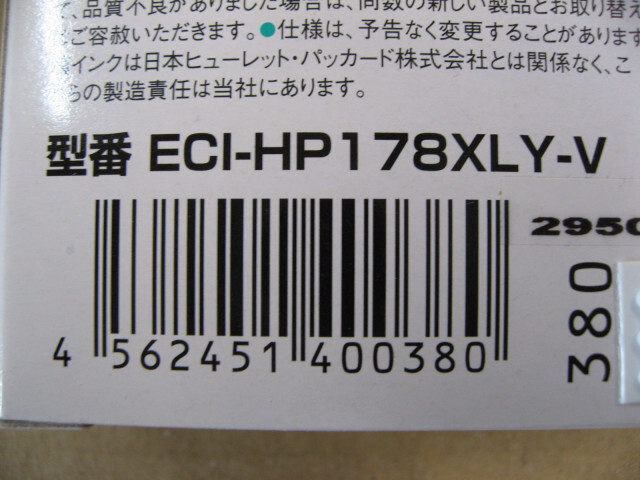 て、品質不良がありました場合は、同数の新しい製品とお取り替え
ご容赦いただきます。●仕様は、予告なく変更することがあります
インクは日本ヒューレット・パッカード株式会社とは関係なく、こ
らの製造責任は当社にあります。
型番 ECI-HP178XLY-V
2950
380
4 562451 400380